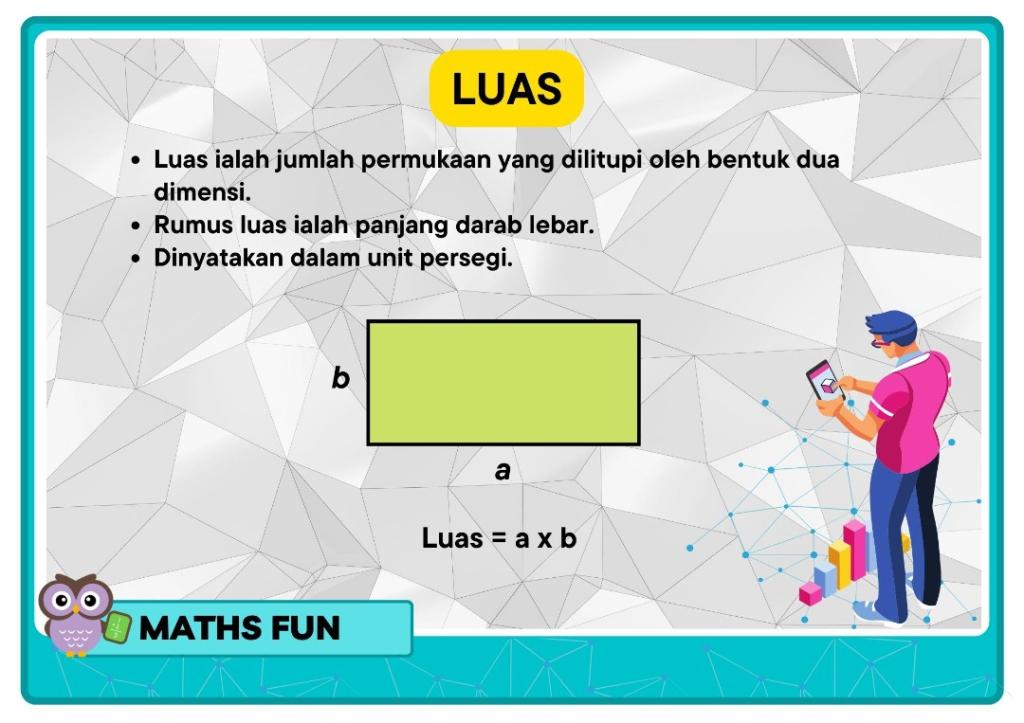 LUAS
• Luas ialah jumlah permukaan yang dilitupi oleh bentuk dua
dimensi.
• Rumus luas ialah panjang darab lebar.
• Dinyatakan dalam unit persegi.
b
a
Luas = a x b
MATHS FUN